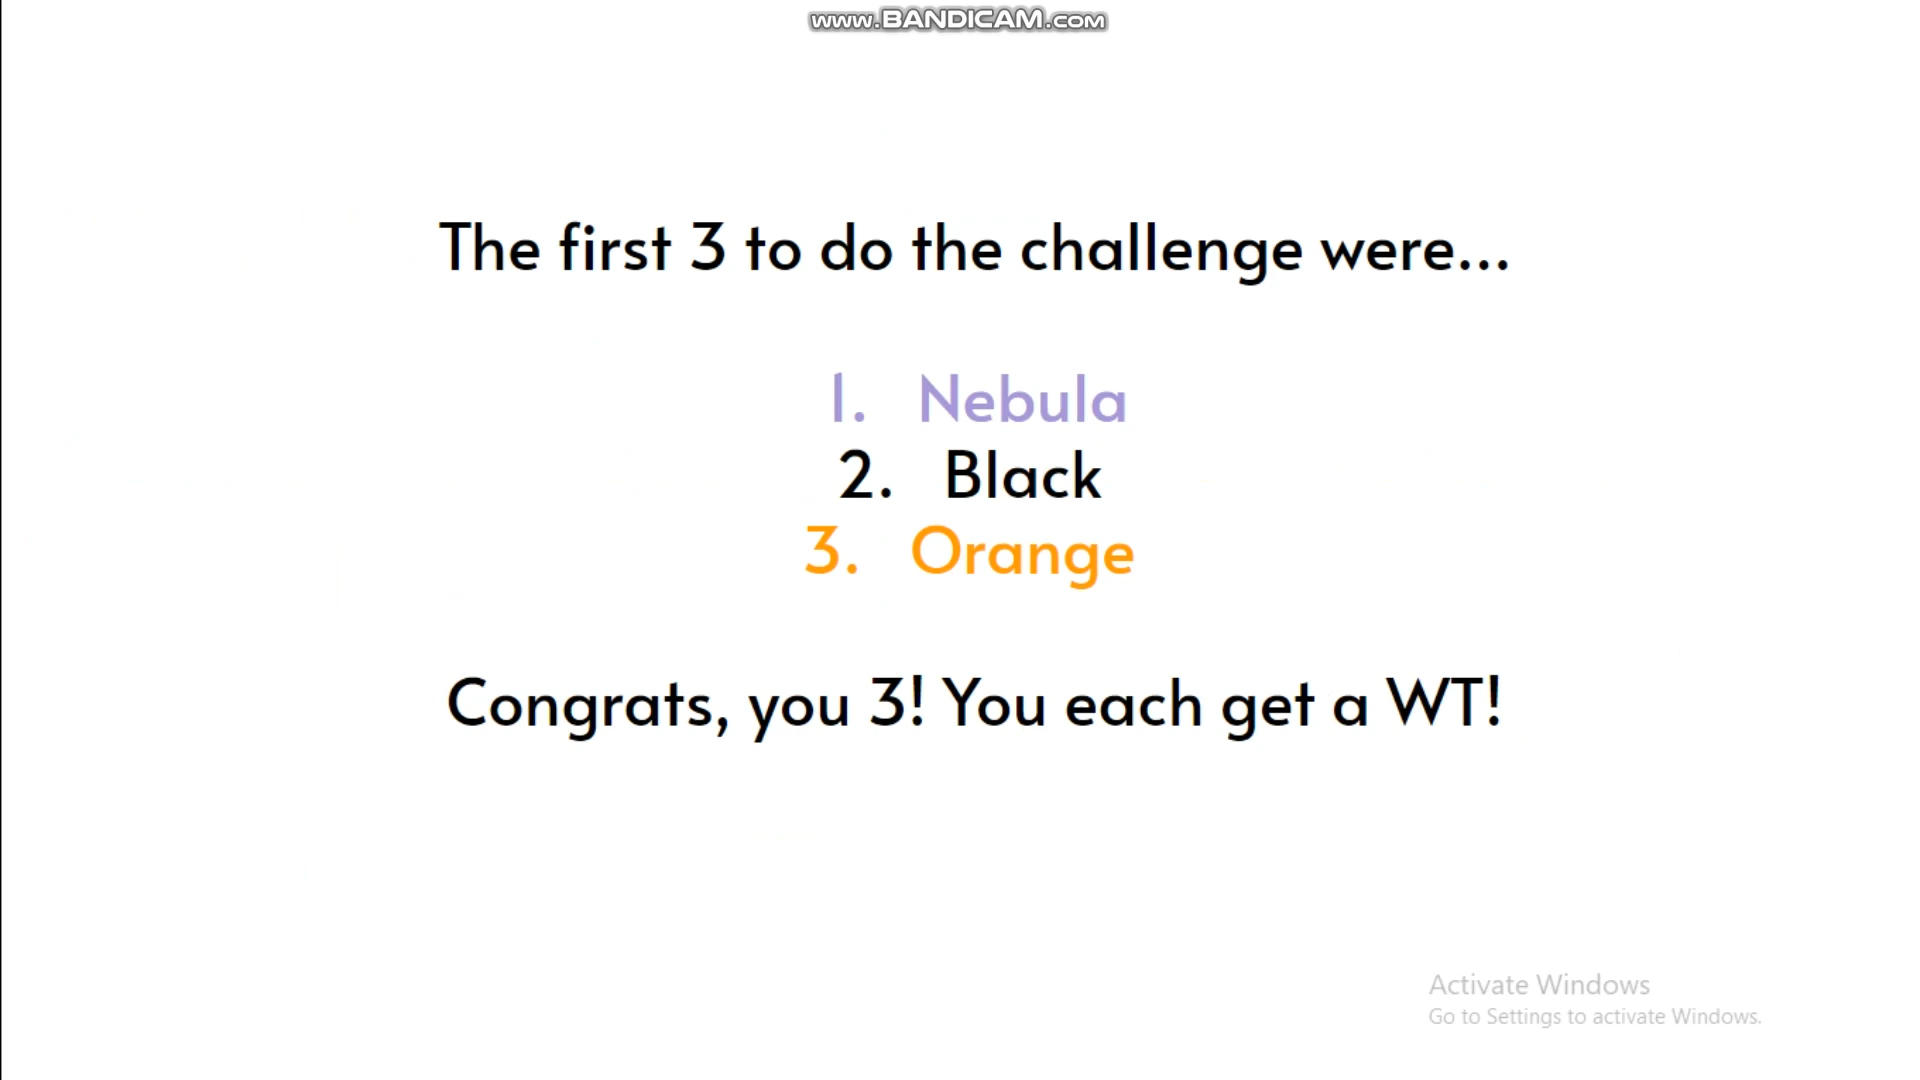 www.BANDICAM.com
The first 3 to do the challenge were...
1. Nebula
2. Black
3. Orange
Congrats, you 3! You each get a WT!
Activate Windows
Go to Settings to activate Windows.